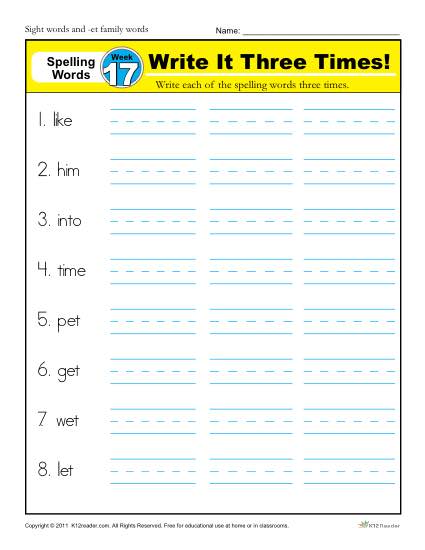 Sight words and -et family words Name:
Spelling Words Week 17 Write It Three Times!
Write each of the spelling words three times.
1. like
2. him
3. into
4. time
5. pet
6. get
7. wet
8. let
Copyright © 2011 K12reader.com. All Rights Reserved. Free for educational use at home or in classrooms. K12Reader